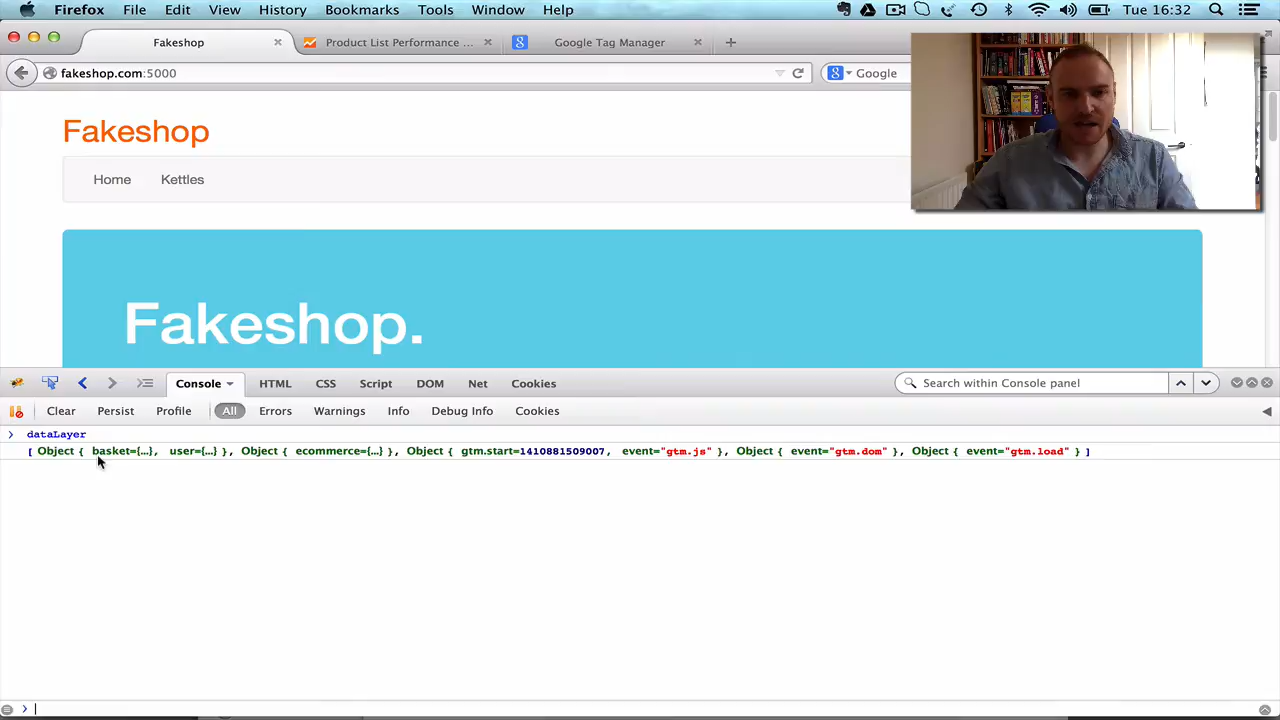 Firefox File Edit View History Bookmarks Tools Window Help Tue 16:32
Fakeshop Product List Performance ... Google Tag Manager
fakeshop.com:5000 Google
Fakeshop
Home Kettles
Fakeshop.
Console HTML CSS Script DOM Net Cookies Search within Console panel
Clear Persist Profile All Errors Warnings Info Debug Info Cookies
> dataLayer
[ Object { basket={...}, user={...} }, Object { ecommerce={...} }, Object { gtm.start=1410881509007, event="gtm.js" }, Object { event="gtm.dom" }, Object { event="gtm.load" } ]
>